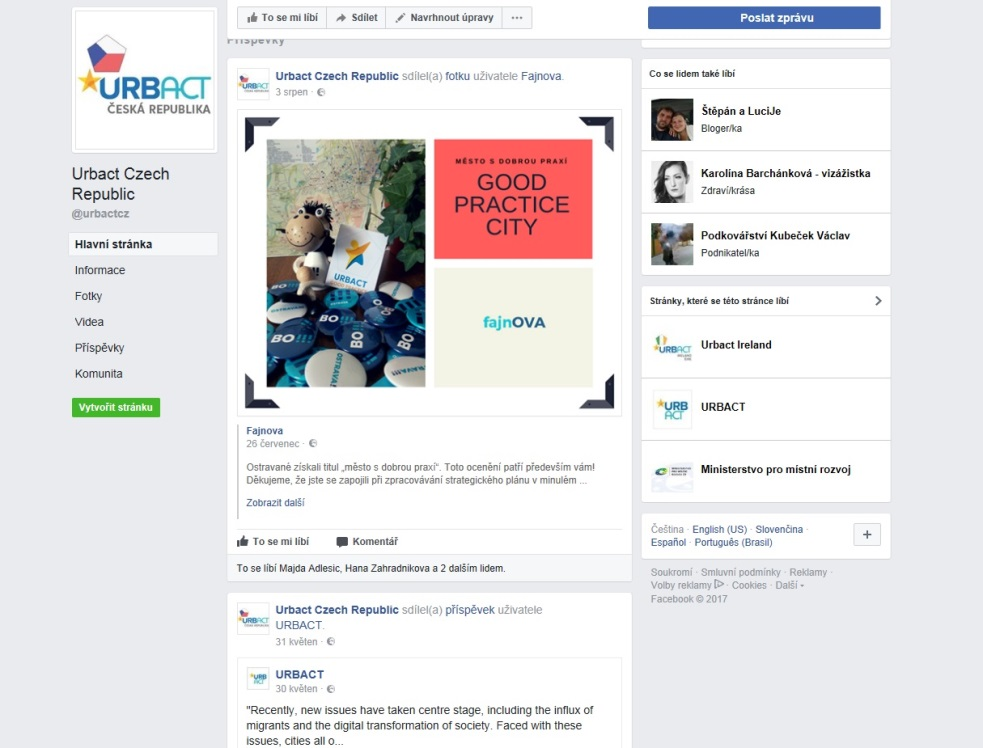 URBACT
ČESKÁ REPUBLIKA
Urbact Czech
Republic
@urbactcz
Hlavní stránka
Informace
Fotky
Videa
Příspěvky
Komunita
Vytvořit stránku
To se mi líbí
Sdílet
Navrhnout úpravy
Poslat zprávu
Příspěvky
Urbact Czech Republic sdílel(a) fotku uživatele Fajnova.
3 srpen ·
MĚSTO S DOBROU PRAXÍ
GOOD
PRACTICE
CITY
URBACT
fajnOVA
BO!!!
BO!!!
BO!!!
OSTRAVA!!!
Fajnova
26 červenec ·
Ostravané získali titul „město s dobrou praxí“. Toto ocenění patří především vám!
Děkujeme, že jste se zapojili při zpracovávání strategického plánu v minulém ...
Zobrazit další
To se mi líbí
Komentář
To se líbí Majda Adlesic, Hana Zahradnikova a 2 dalším lidem.
Urbact Czech Republic sdílel(a) příspěvek uživatele
URBACT.
31 květen ·
URBACT
30 květen ·
"Recently, new issues have taken centre stage, including the influx of
migrants and the digital transformation of society. Faced with these
issues, cities all o...
Co se lidem také líbí
Štěpán a LuciJe
Bloger/ka
Karolína Barchánková - vizážistka
Zdraví/krása
Podkovářství Kubeček Václav
Podnikatel/ka
Stránky, které se této stránce líbí
Urbact Ireland
URBACT
Ministerstvo pro místní rozvoj
Čeština · English (US) · Slovenčina ·
Español · Português (Brasil)
Soukromí · Smluvní podmínky · Reklamy ·
Volby reklamy · Cookies · Další
Facebook © 2017